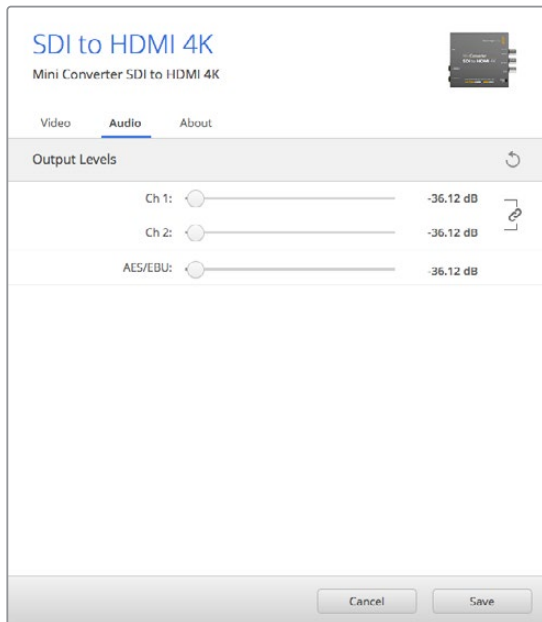 SDI to HDMI 4K
Mini Converter SDI to HDMI 4K
Video Audio About
Output Levels
Ch 1: -36.12 dB
Ch 2: -36.12 dB
AES/EBU: -36.12 dB
Cancel Save